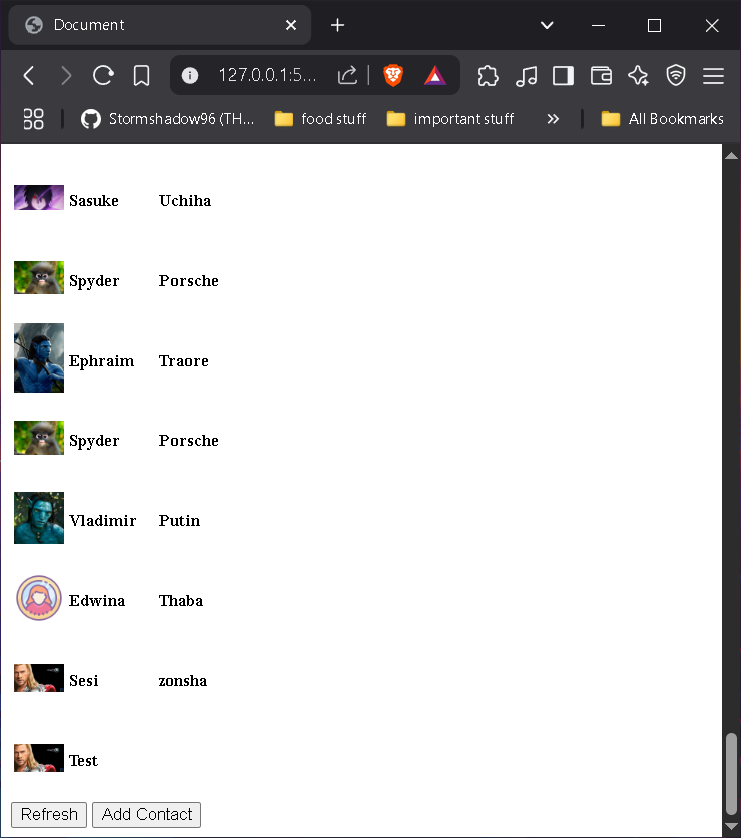 Document
127.0.0.1:5...
Stormshadow96 (TH... food stuff important stuff All Bookmarks
Sasuke Uchiha
Spyder Porsche
Ephraim Traore
Spyder Porsche
Vladimir Putin
Edwina Thaba
Sesi zonsha
Test
Refresh Add Contact